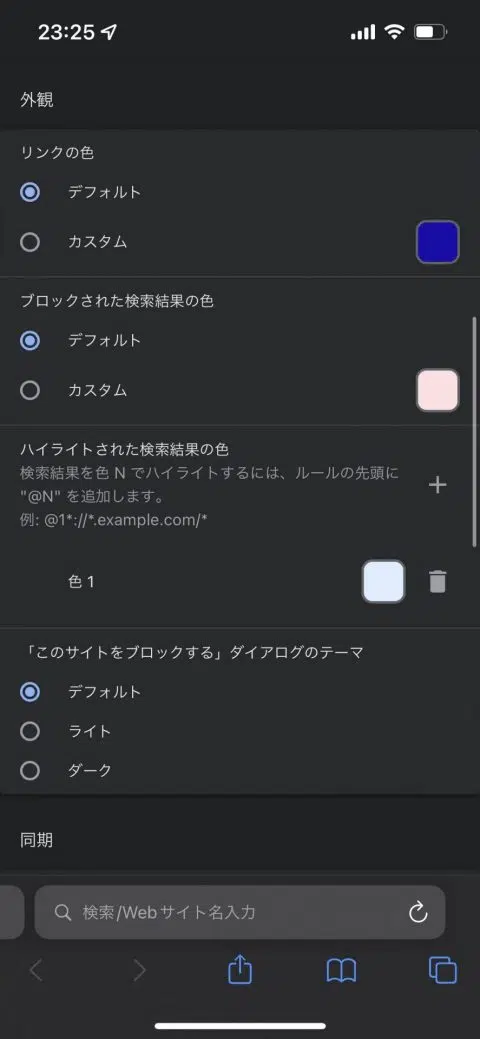 23:25
外観
リンクの色
デフォルト
カスタム
ブロックされた検索結果の色
デフォルト
カスタム
ハイライトされた検索結果の色
検索結果を色 N でハイライトするには、ルールの先頭に
"@N" を追加します。
例: @1*://*.example.com/*
色 1
「このサイトをブロックする」ダイアログのテーマ
デフォルト
ライト
ダーク
同期
検索/Webサイト名入力